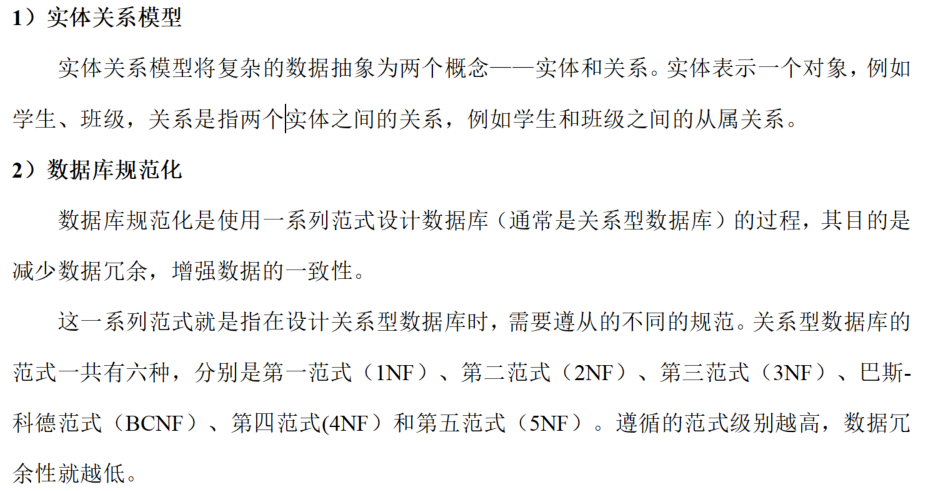 1）实体关系模型
实体关系模型将复杂的数据抽象为两个概念——实体和关系。实体表示一个对象，例如
学生、班级，关系是指两个实体之间的关系，例如学生和班级之间的从属关系。
2）数据库规范化
数据库规范化是使用一系列范式设计数据库（通常是关系型数据库）的过程，其目的是
减少数据冗余，增强数据的一致性。
这一系列范式就是指在设计关系型数据库时，需要遵从的不同的规范。关系型数据库的
范式一共有六种，分别是第一范式（1NF）、第二范式（2NF）、第三范式（3NF）、巴斯-
科德范式（BCNF）、第四范式(4NF）和第五范式（5NF）。遵循的范式级别越高，数据冗
余性就越低。